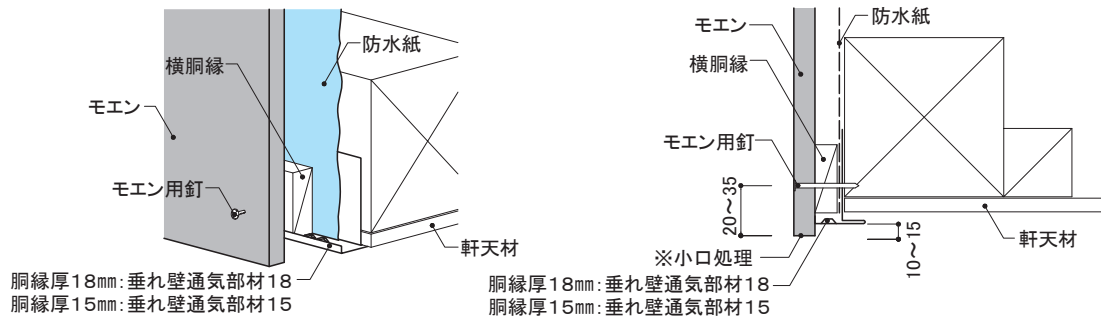 防水紙
横胴縁
モエン
モエン用釘
軒天材
胴縁厚18mm：垂れ壁通気部材18
胴縁厚15mm：垂れ壁通気部材15
モエン
防水紙
横胴縁
モエン用釘
20～35
※小口処理
10～15
軒天材
胴縁厚18mm：垂れ壁通気部材18
胴縁厚15mm：垂れ壁通気部材15